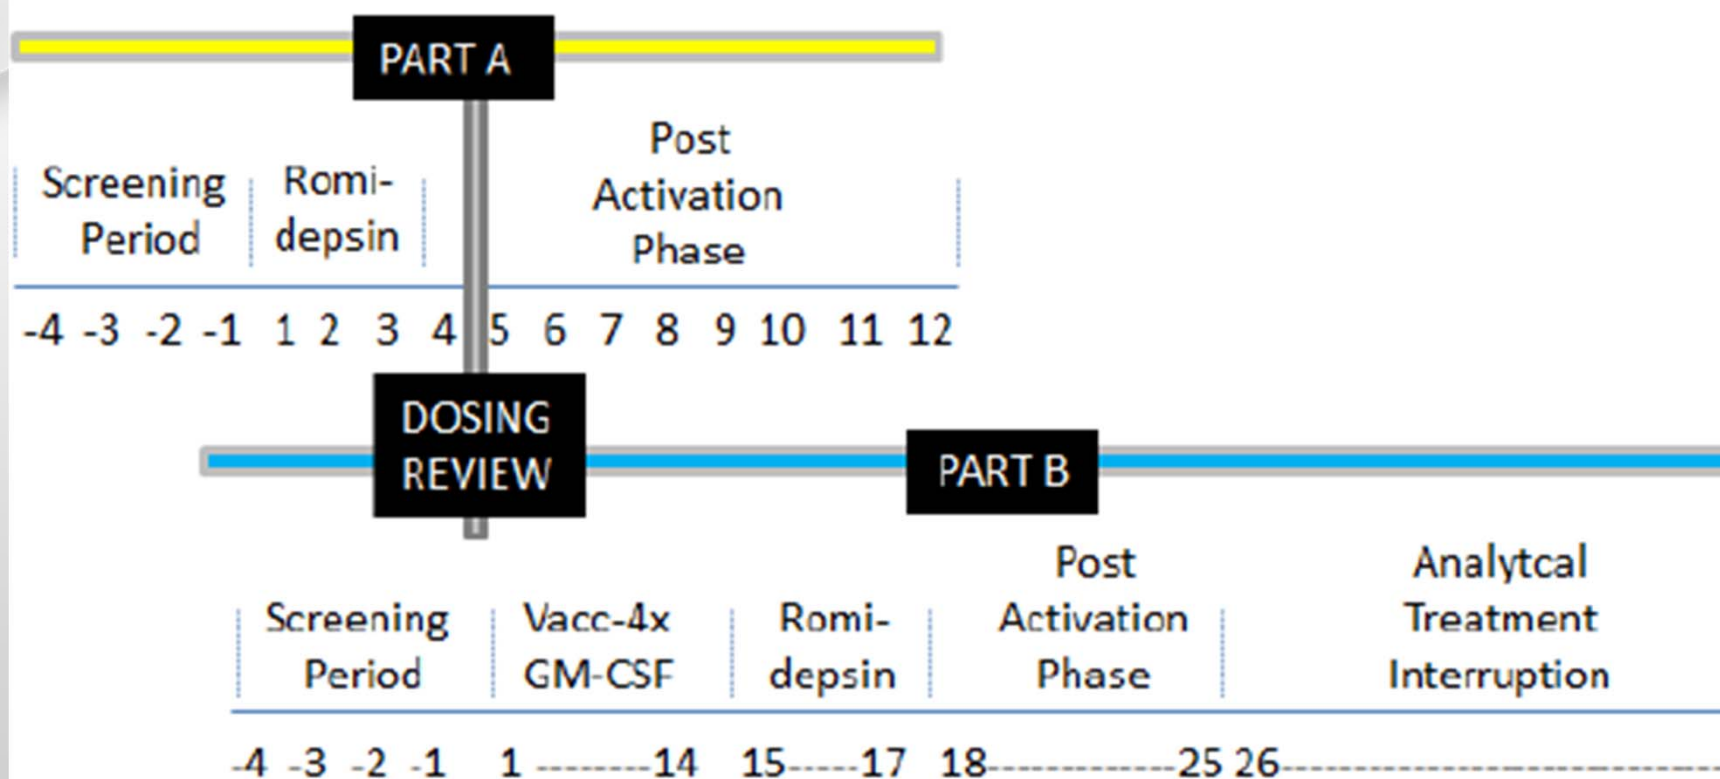 PART A
Screening
Period
Romi-
depsin
Post
Activation
Phase
-4 -3 -2 -1 1 2 3 4 5 6 7 8 9 10 11 12
DOSING
REVIEW
PART B
Screening
Period
Vacc-4x
GM-CSF
Romi-
depsin
Post
Activation
Phase
Analytcal
Treatment
Interruption
-4 -3 -2 -1 1 --------14 15-----17 18-----------25 26-------------------------